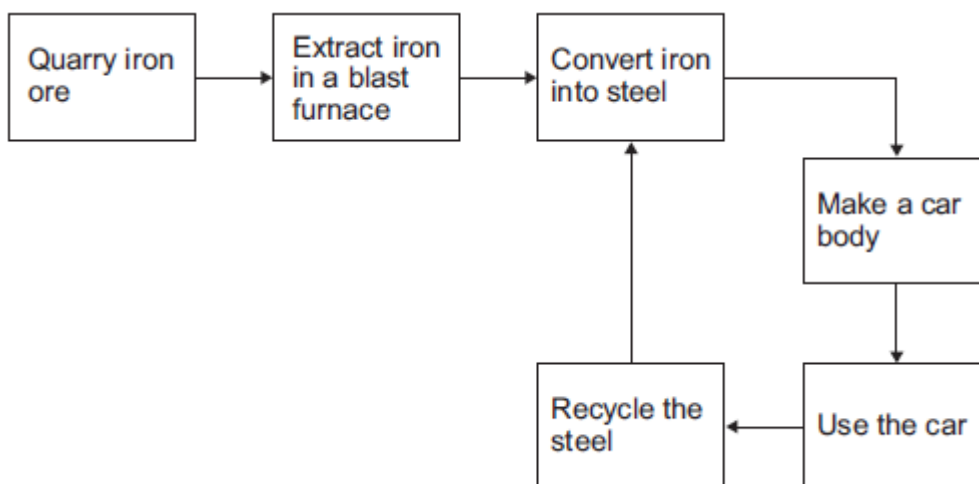 Quarry iron
ore
Extract iron
in a blast
furnace
Convert iron
into steel
Make a car
body
Use the car
Recycle the
steel